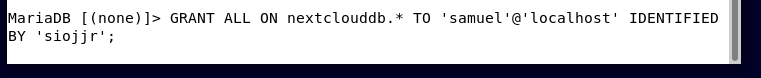 MariaDB [(none)]> GRANT ALL ON nextclouddb.* TO 'samuel'@'localhost' IDENTIFIED
BY 'siojjr';